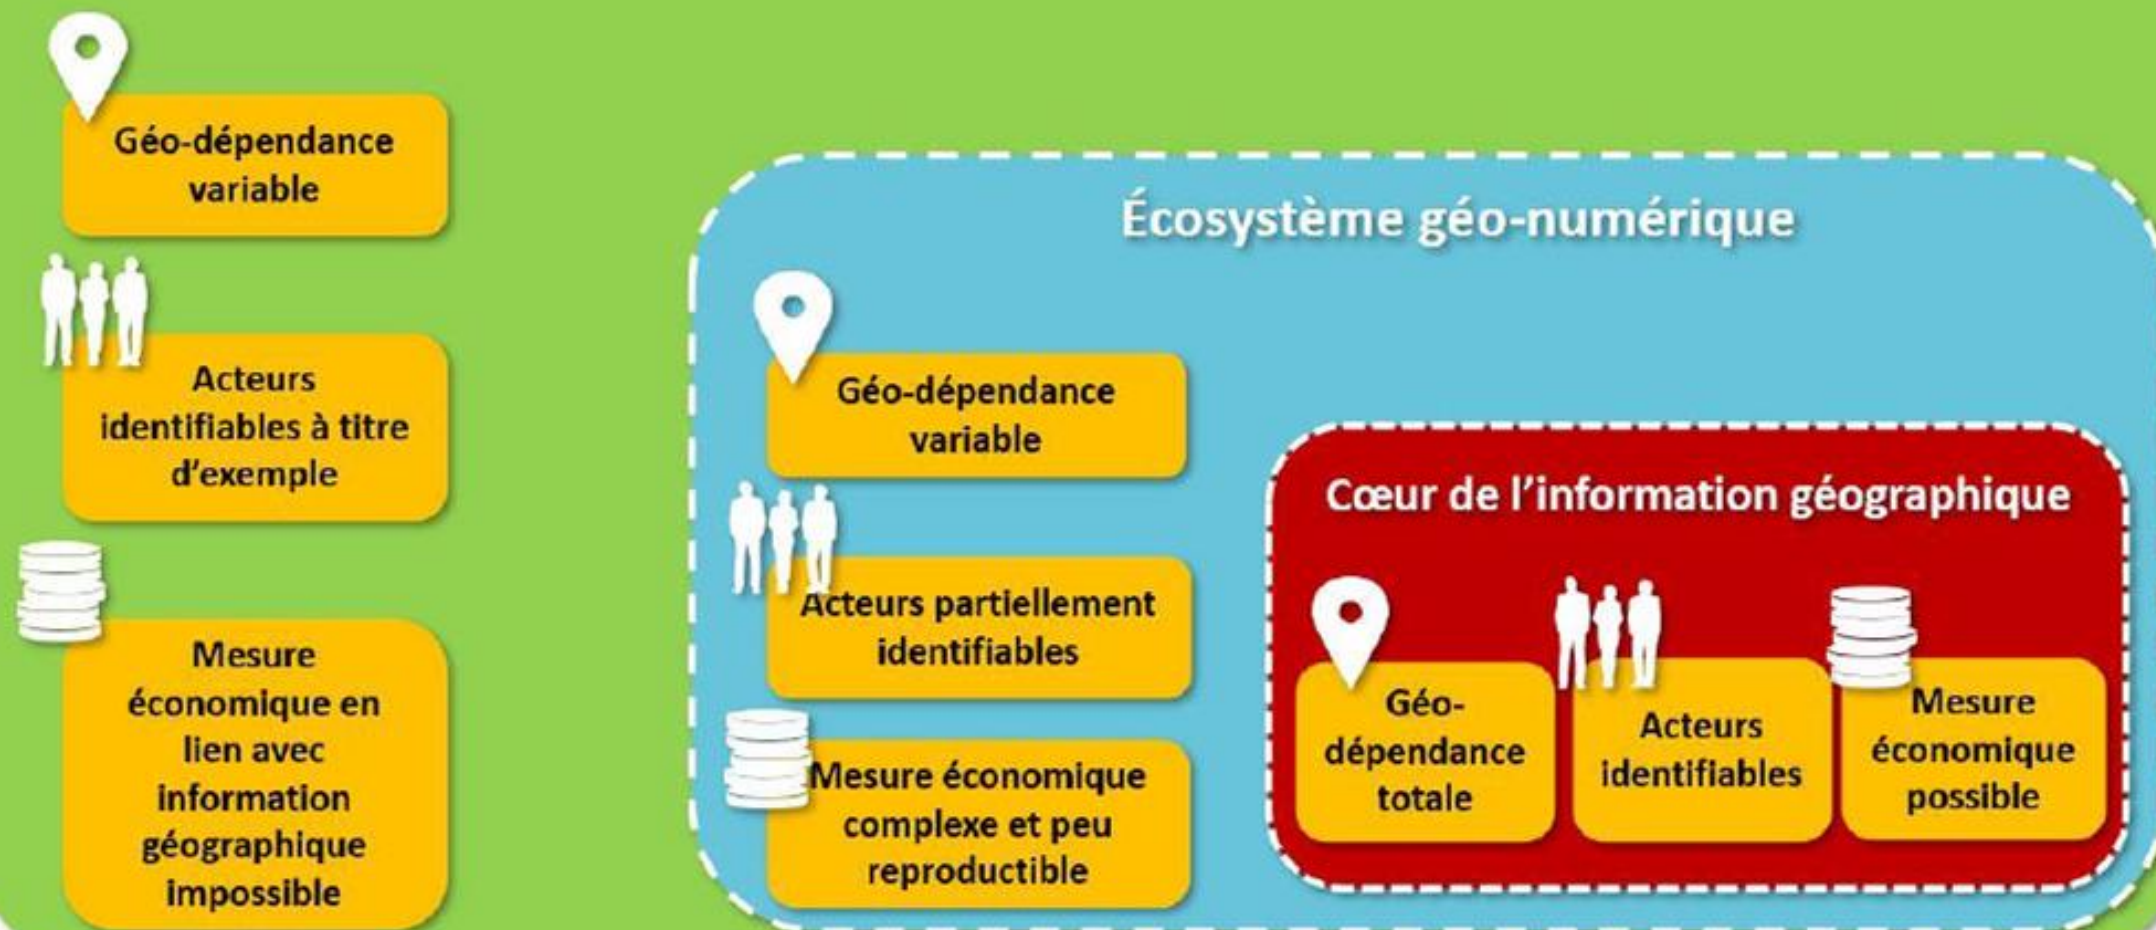 Géo-dépendance
variable
Acteurs
identifiables à titre
d'exemple
Mesure
économique en
lien avec
information
géographique
impossible
Écosystème géo-numérique
Géo-dépendance
variable
Acteurs partiellement
identifiables
Mesure économique
complexe et peu
reproductible
Cœur de l'information géographique
Géo-
dépendance
totale
Acteurs
identifiables
Mesure
économique
possible